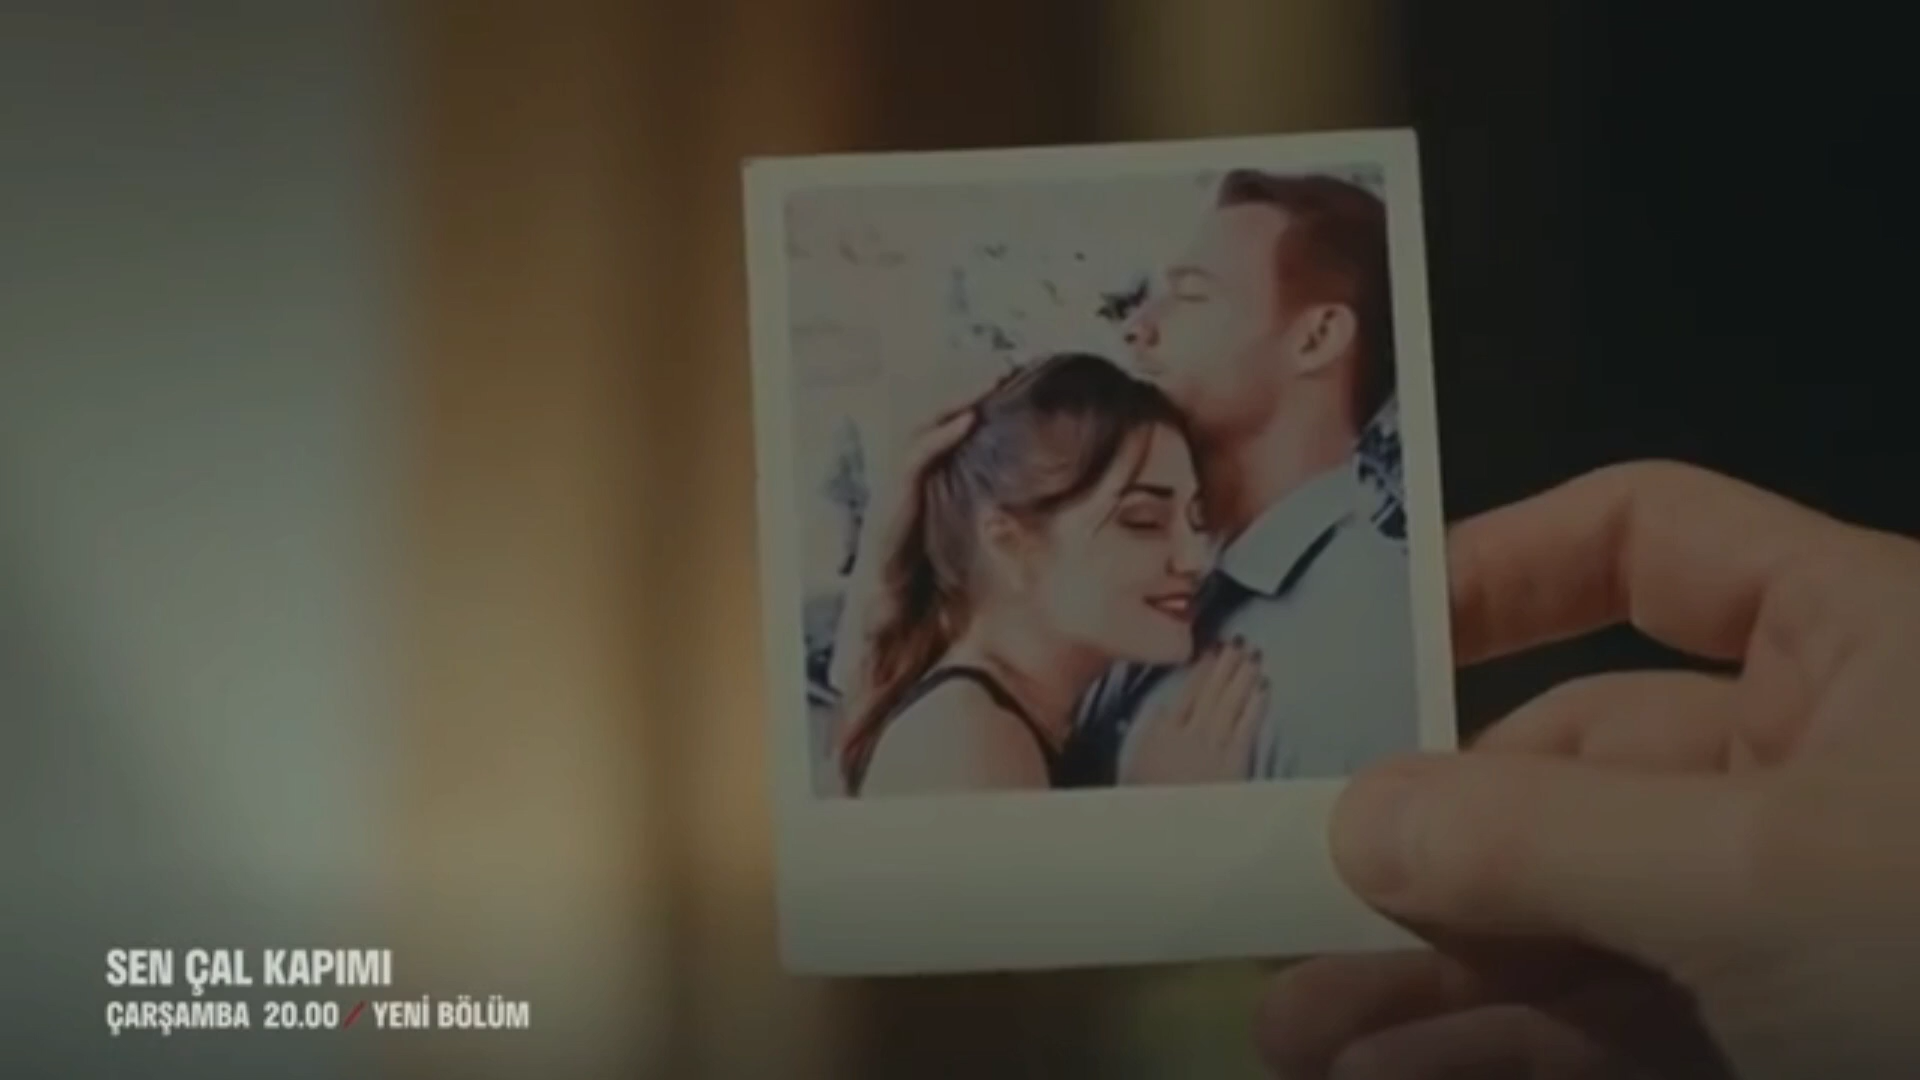 SEN ÇAL KAPIMI
ÇARŞAMBA 20.00 / YENİ BÖLÜM